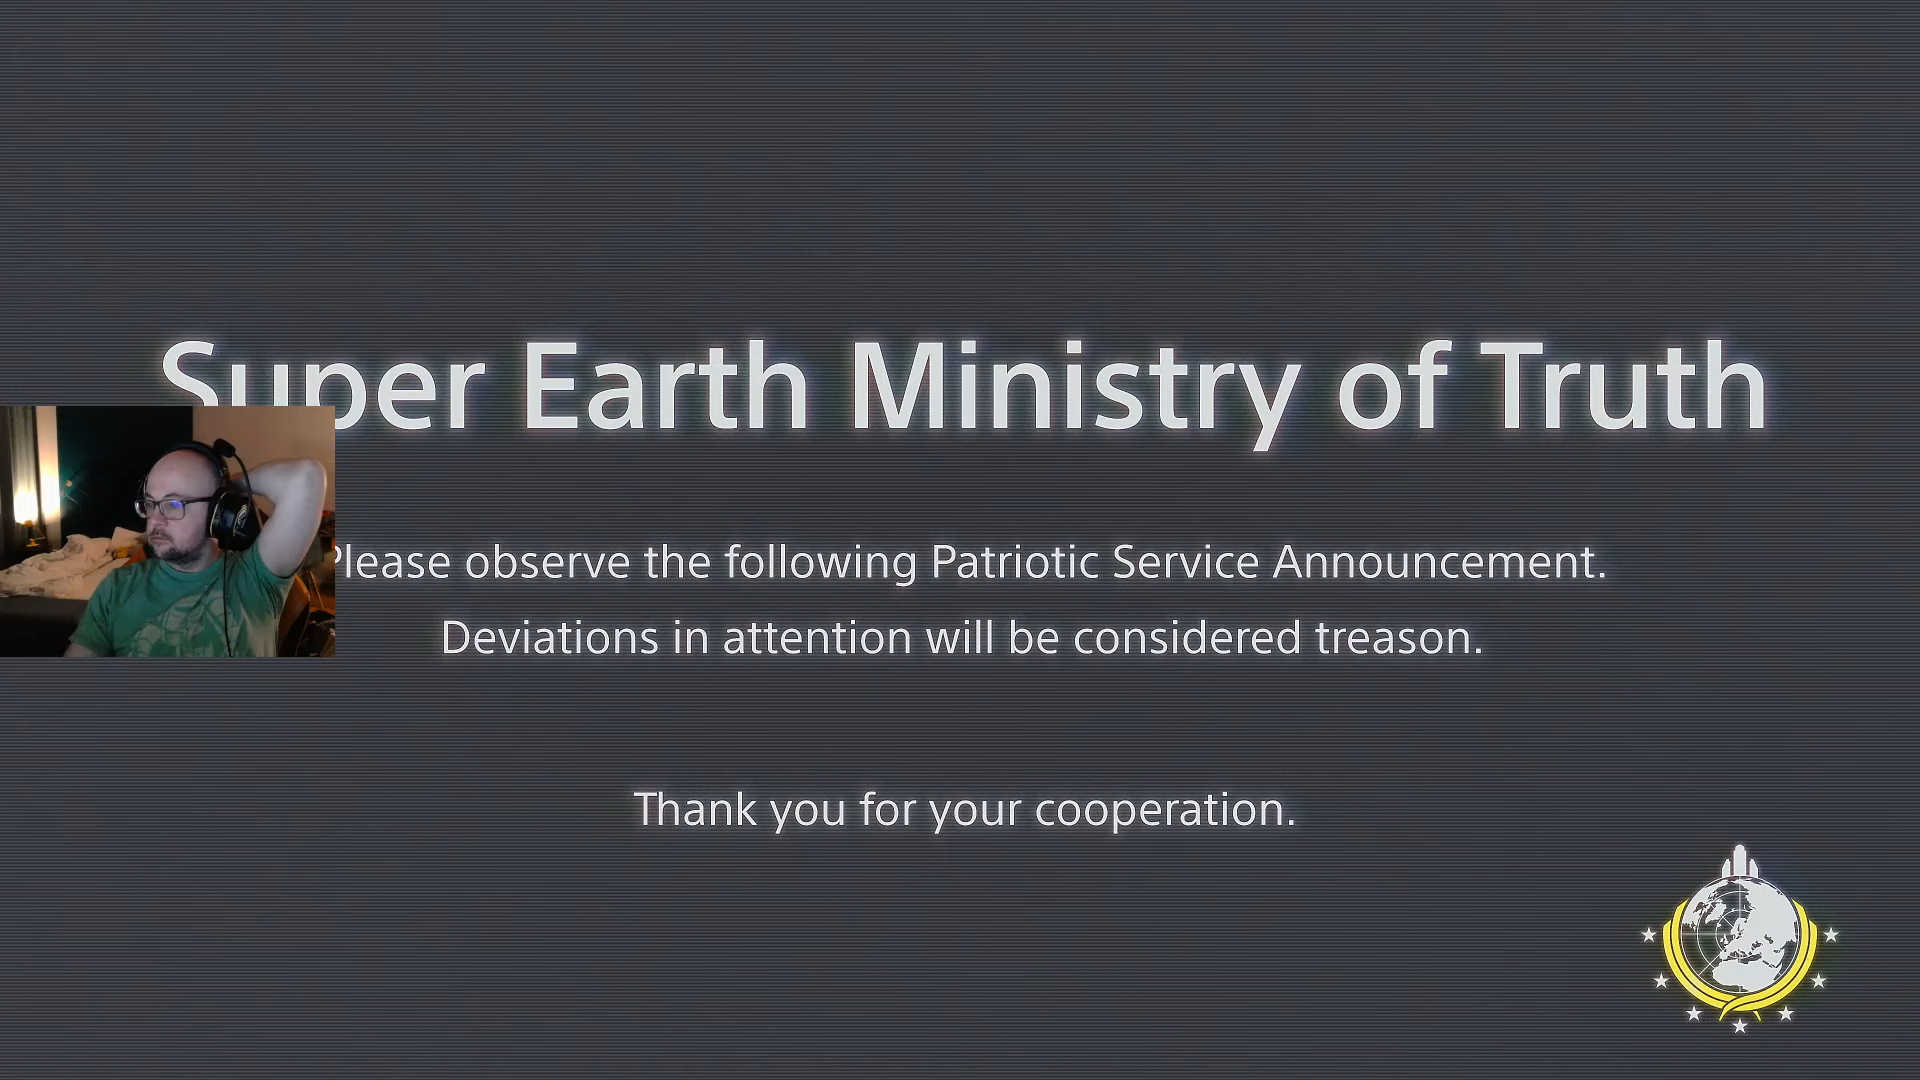 Super Earth Ministry of Truth
Please observe the following Patriotic Service Announcement.
Deviations in attention will be considered treason.
Thank you for your cooperation.